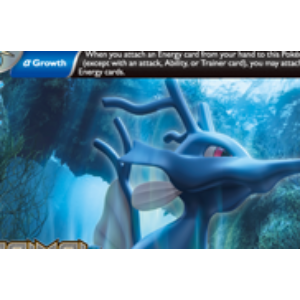 α Growth
When you attach an Energy card from your hand to this Poké
(except with an attack, Ability, or Trainer card), you may attach
Energy cards.